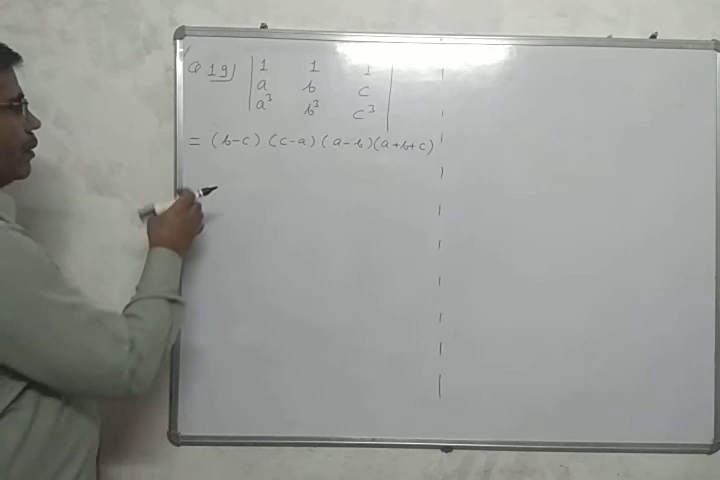 Q 19) | 1 1 1 |
| a b c |
| a³ b³ c³ |
= (b-c) (c-a) (a-b)(a+b+c)